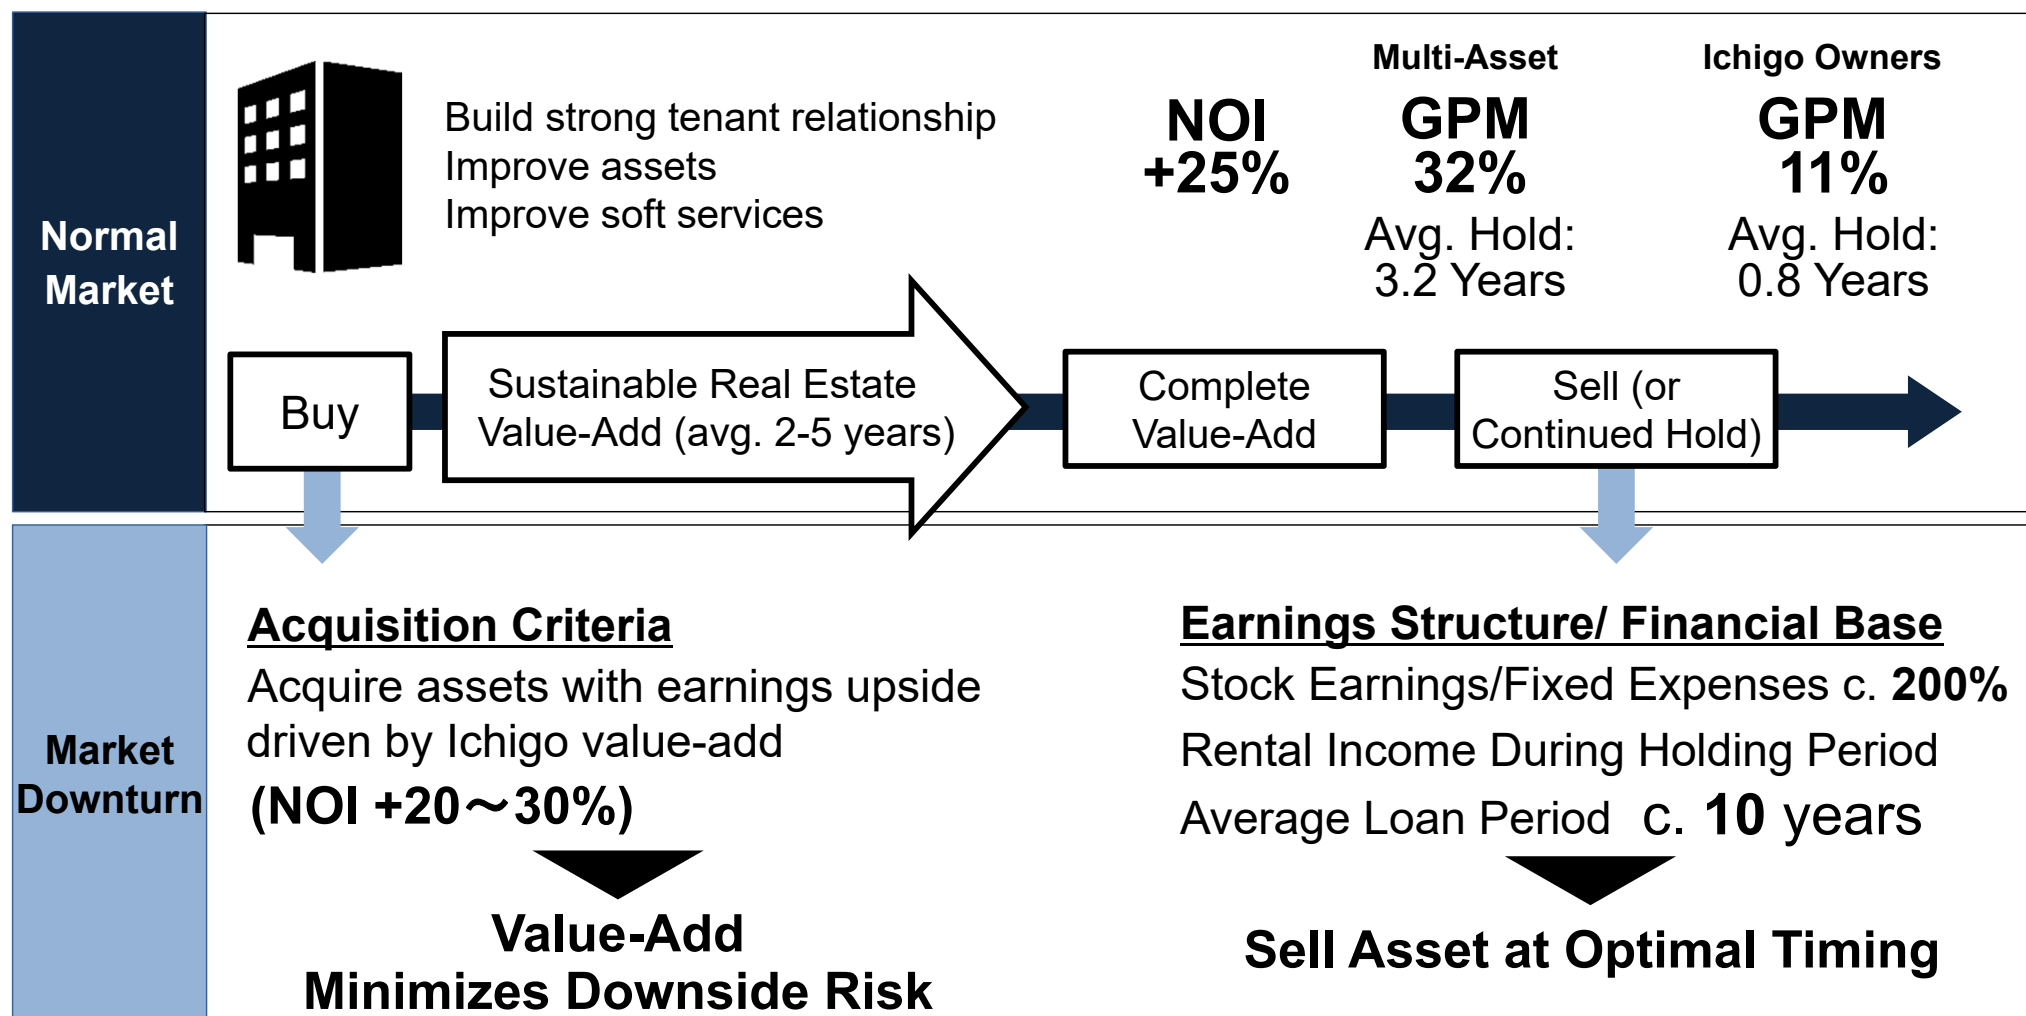 Normal
Market
Build strong tenant relationship
Improve assets
Improve soft services
NOI
+25%
Multi-Asset
GPM
32%
Avg. Hold:
3.2 Years
Ichigo Owners
GPM
11%
Avg. Hold:
0.8 Years
Buy
Sustainable Real Estate
Value-Add (avg. 2-5 years)
Complete
Value-Add
Sell (or
Continued Hold)
Market
Downturn
Acquisition Criteria
Acquire assets with earnings upside
driven by Ichigo value-add
(NOI +20～30%)
Value-Add
Minimizes Downside Risk
Earnings Structure/ Financial Base
Stock Earnings/Fixed Expenses c. 200%
Rental Income During Holding Period
Average Loan Period c. 10 years
Sell Asset at Optimal Timing